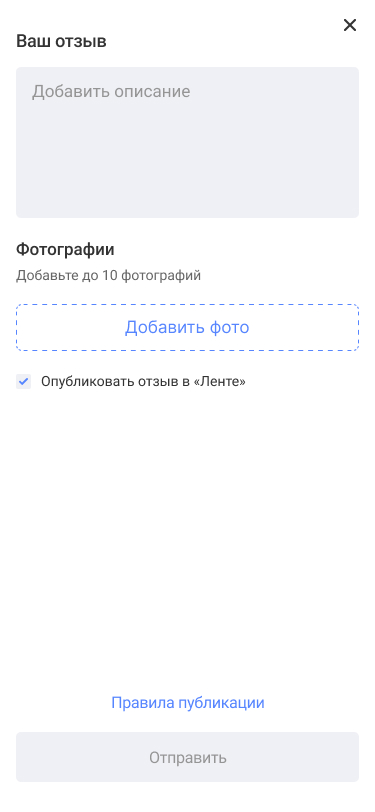 Ваш отзыв
Добавить описание
Фотографии
Добавьте до 10 фотографий
Добавить фото
Опубликовать отзыв в «Ленте»
Правила публикации
Отправить